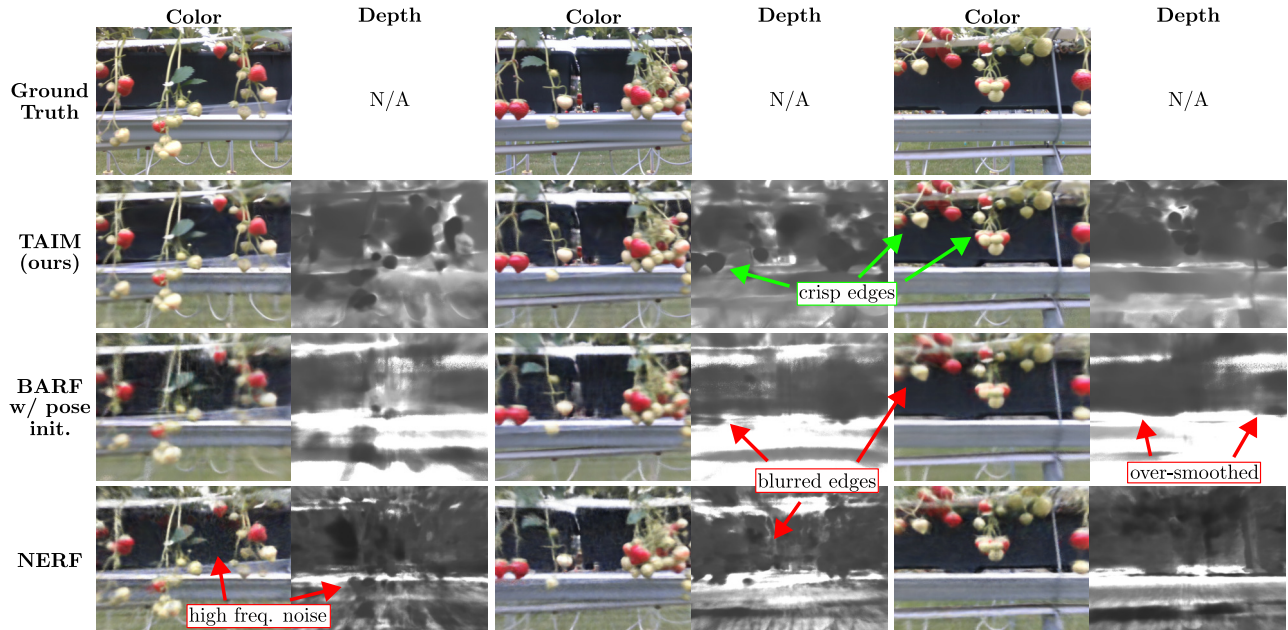 Color Depth Color Depth Color Depth
Ground
Truth
N/A N/A N/A
TAIM
(ours)
crisp edges
BARF
w/ pose
init.
blurred edges
over-smoothed
NERF
high freq. noise